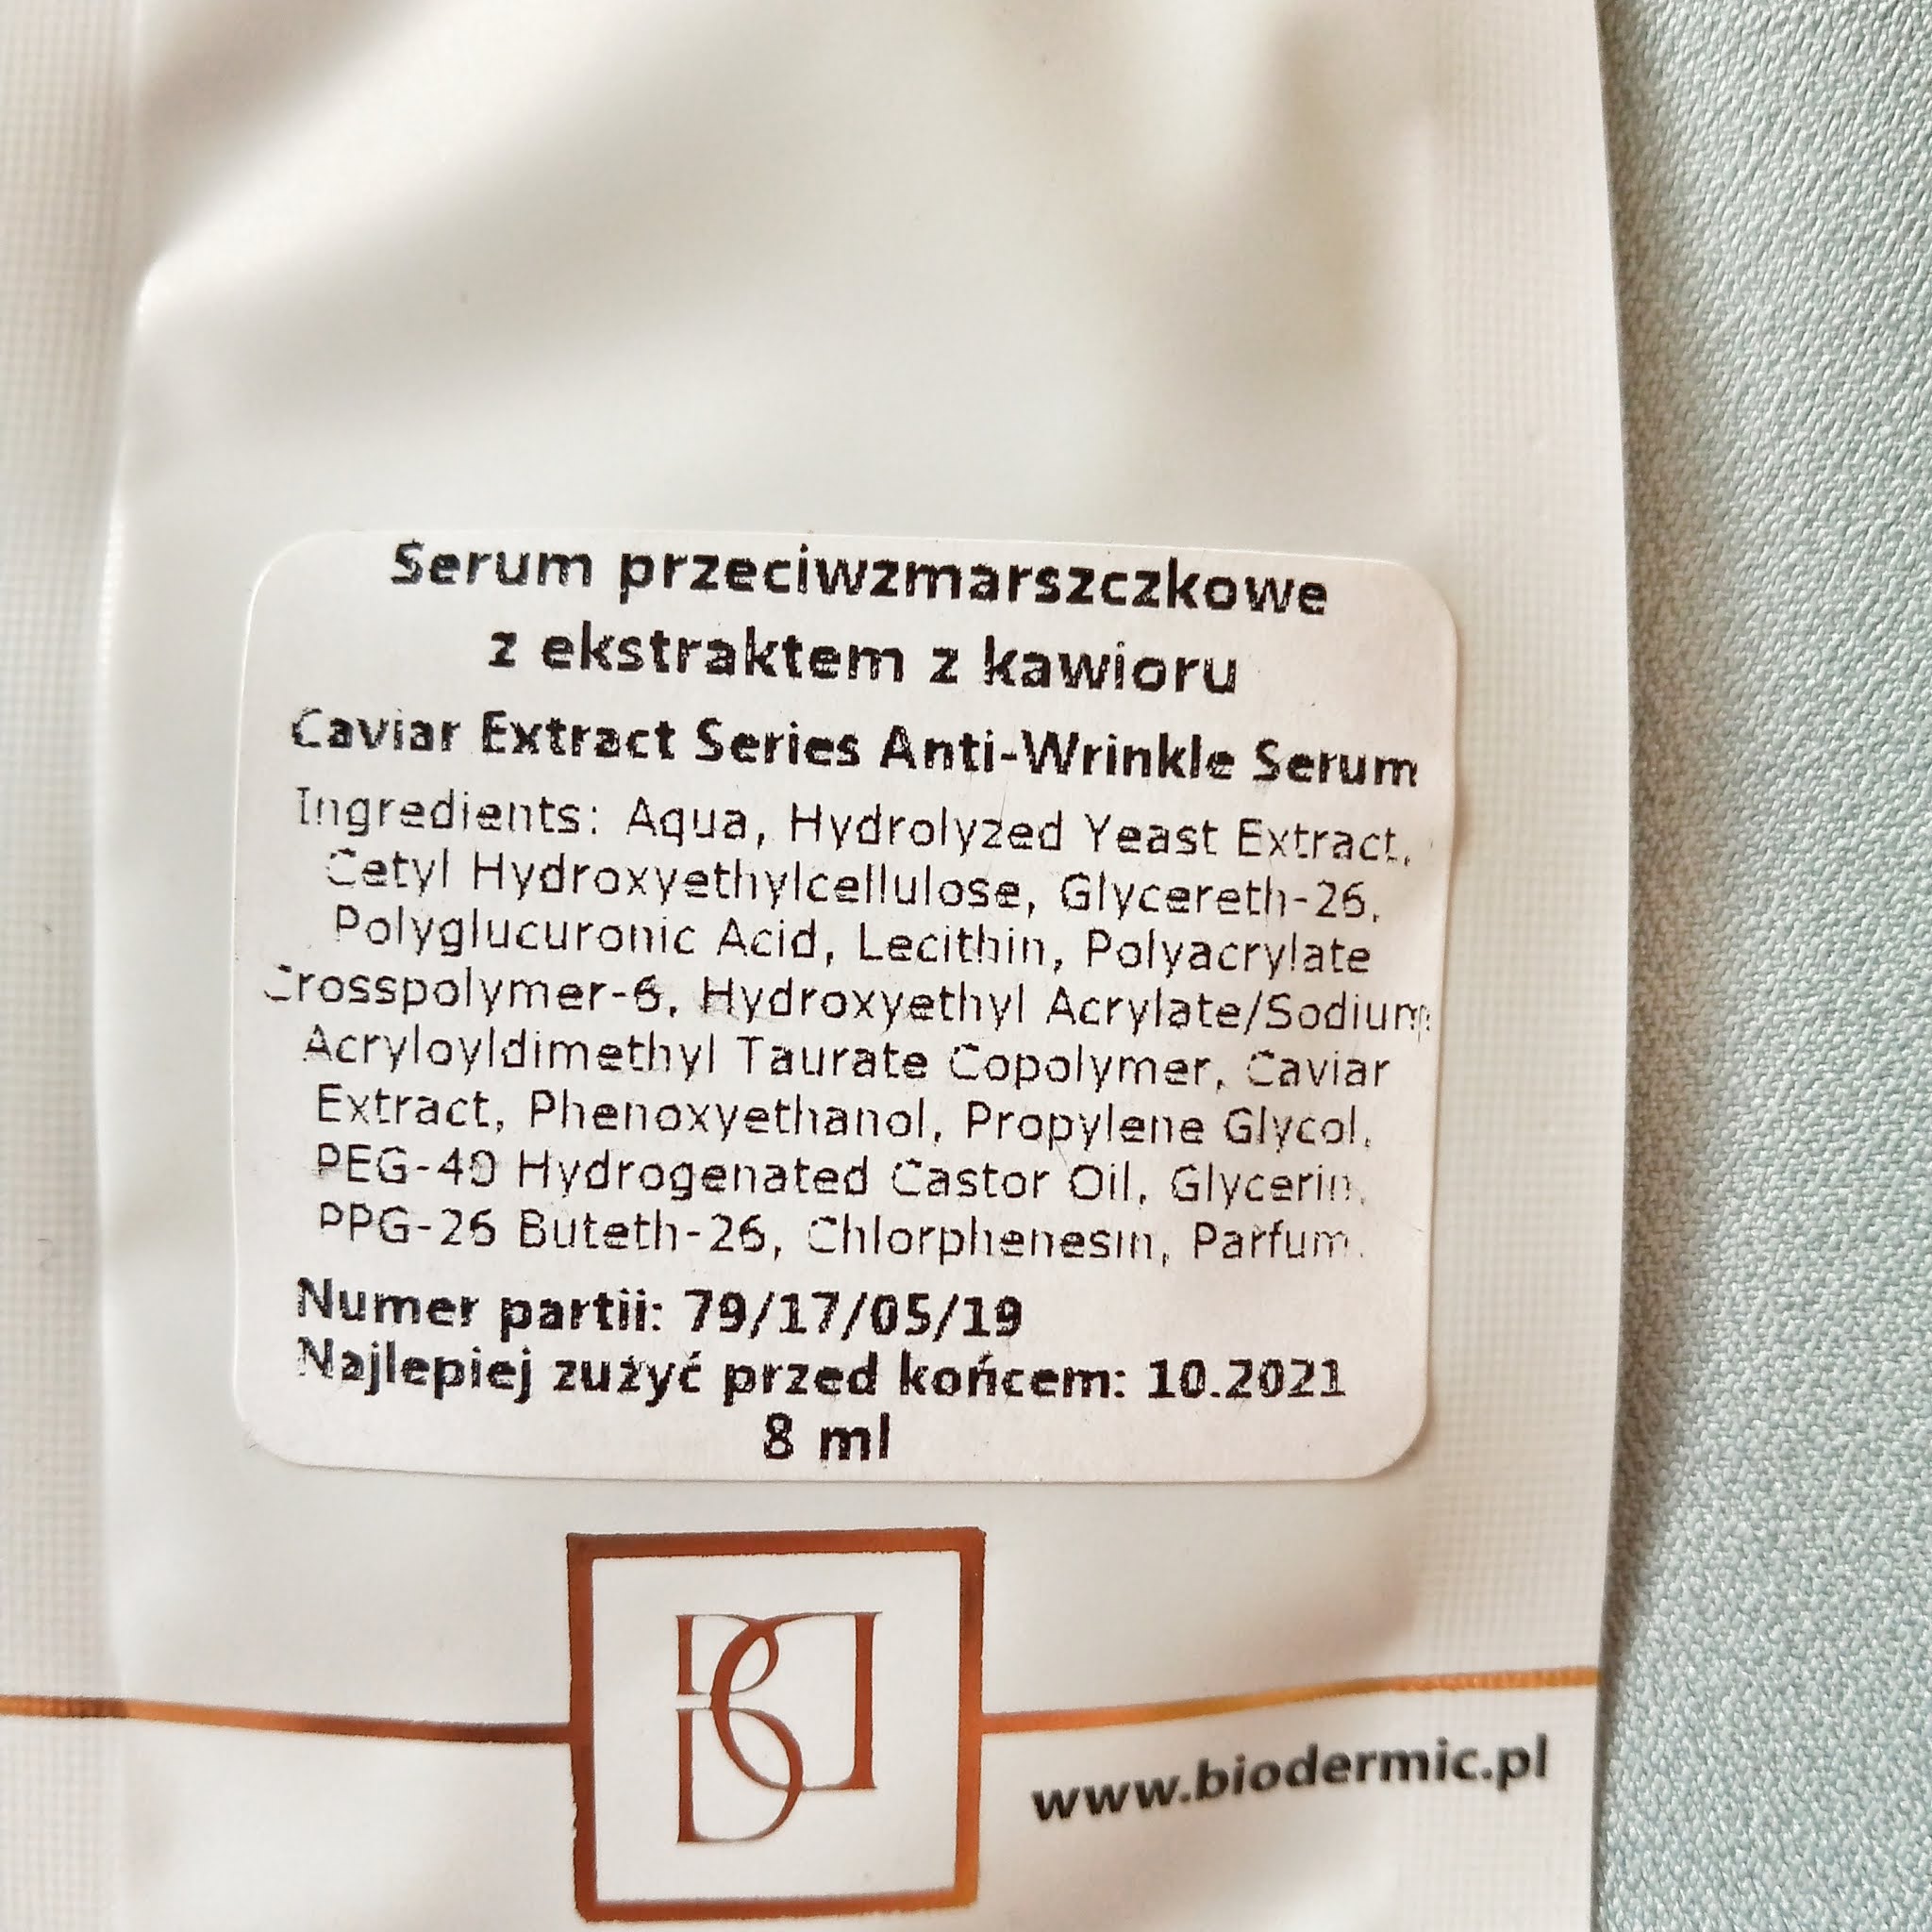 Serum przeciwzmarszczkowe
z ekstraktem z kawioru
Caviar Extract Series Anti-Wrinkle Serum
Ingredients: Aqua, Hydrolyzed Yeast Extract,
Cetyl Hydroxyethylcellulose, Glycereth-26,
Polyglucuronic Acid, Lecithin, Polyacrylate
Crosspolymer-6, Hydroxyethyl Acrylate/Sodium
Acryloyldimethyl Taurate Copolymer, Caviar
Extract, Phenoxyethanol, Propylene Glycol,
PEG-40 Hydrogenated Castor Oil, Glycerin,
PPG-26 Buteth-26, Chlorphenesin, Parfum.
Numer partii: 79/17/05/19
Najlepiej zużyć przed końcem: 10.2021
8 ml
BD
www.biodermic.pl